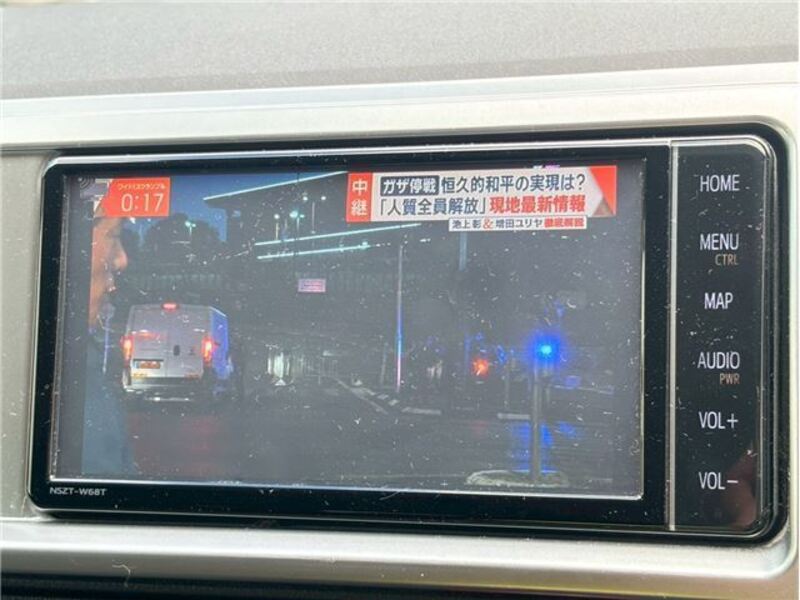 ワイド!スクランブル
0:17
中継
ガザ停戦 恒久的和平の実現は?
「人質全員解放」現地最新情報
池上彰&増田ユリヤ 徹底解説
NSZT-W68T
HOME
MENU
CTRL
MAP
AUDIO
PWR
VOL+
VOL-